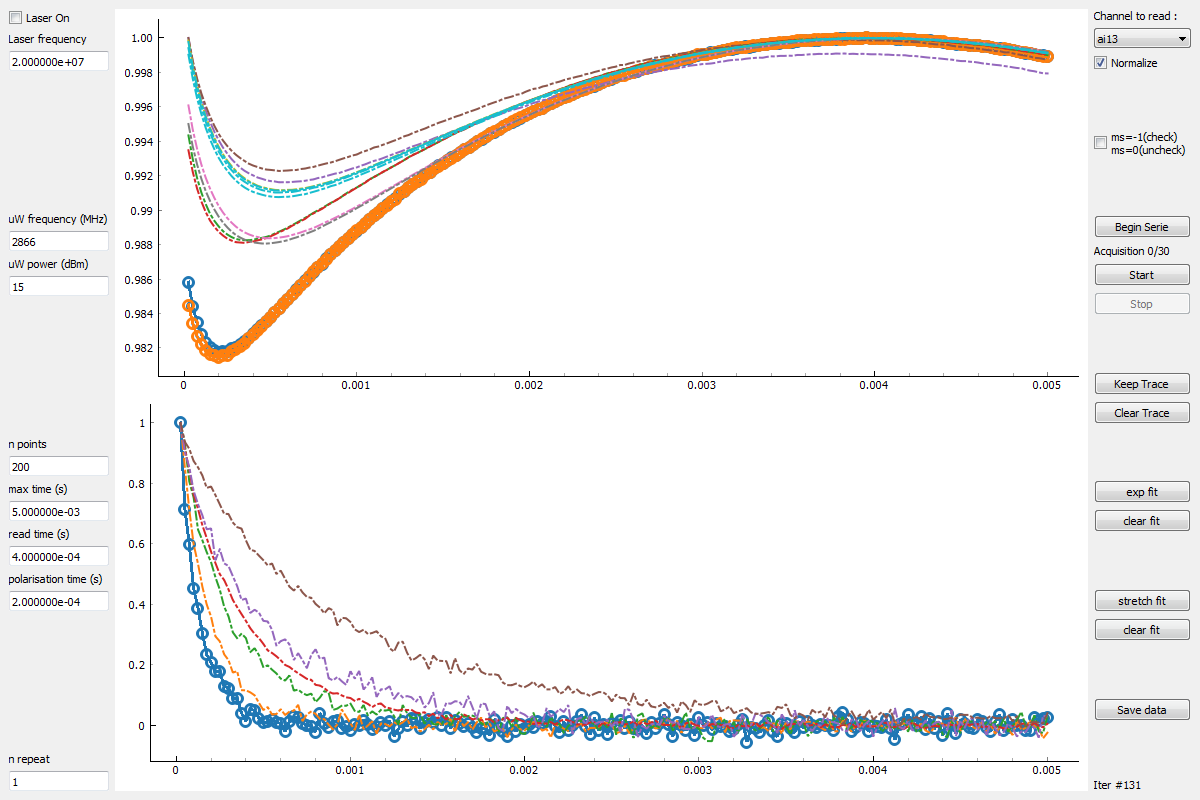 Laser On
Laser frequency
2.000000e+07
uW frequency (MHz)
2866
uW power (dBm)
15
n points
200
max time (s)
5.000000e-03
read time (s)
4.000000e-04
polarisation time (s)
2.000000e-04
n repeat
1
1.00
0.998
0.996
0.994
0.992
0.99
0.988
0.986
0.984
0.982
0
0.001
0.002
0.003
0.004
0.005
1
0.8
0.6
0.4
0.2
0
0
0.001
0.002
0.003
0.004
0.005
Channel to read :
ai13
Normalize
ms=-1(check)
ms=0(uncheck)
Begin Serie
Acquisition 0/30
Start
Stop
Keep Trace
Clear Trace
exp fit
clear fit
stretch fit
clear fit
Save data
Iter #131